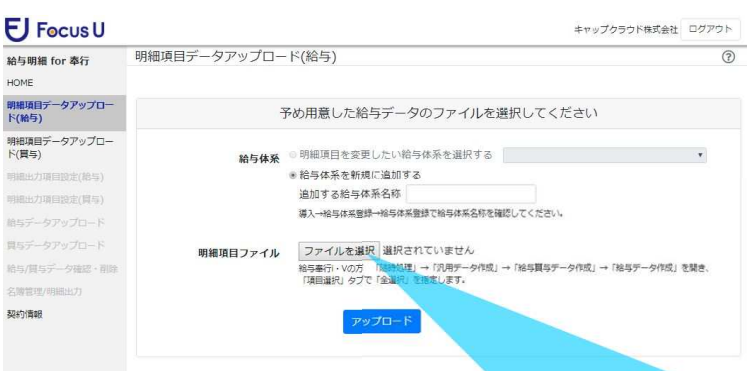 Focus U
キャップクラウド株式会社 ログアウト
給与明細 for 奉行
HOME
明細項目データアップロー
ド(給与)
明細項目データアップロー
ド(賞与)
明細出力項目設定(給与)
明細出力項目設定(賞与)
給与データアップロード
賞与データアップロード
給与/賞与データ確認・削除
名簿管理/明細出力
契約情報
明細項目データアップロード(給与)
?
予め用意した給与データのファイルを選択してください
給与体系
明細項目を変更したい給与体系を選択する
給与体系を新規に追加する
追加する給与体系名称
導入→給与体系登録→給与体系登録で給与体系名称を確認してください。
明細項目ファイル
ファイルを選択 選択されていません
給与奉行i・Vの方 「随時処理」→「汎用データ作成」→「給与賞与データ作成」→「給与データ作成」を開き、
「項目選択」タブで「全選択」を指定します。
アップロード